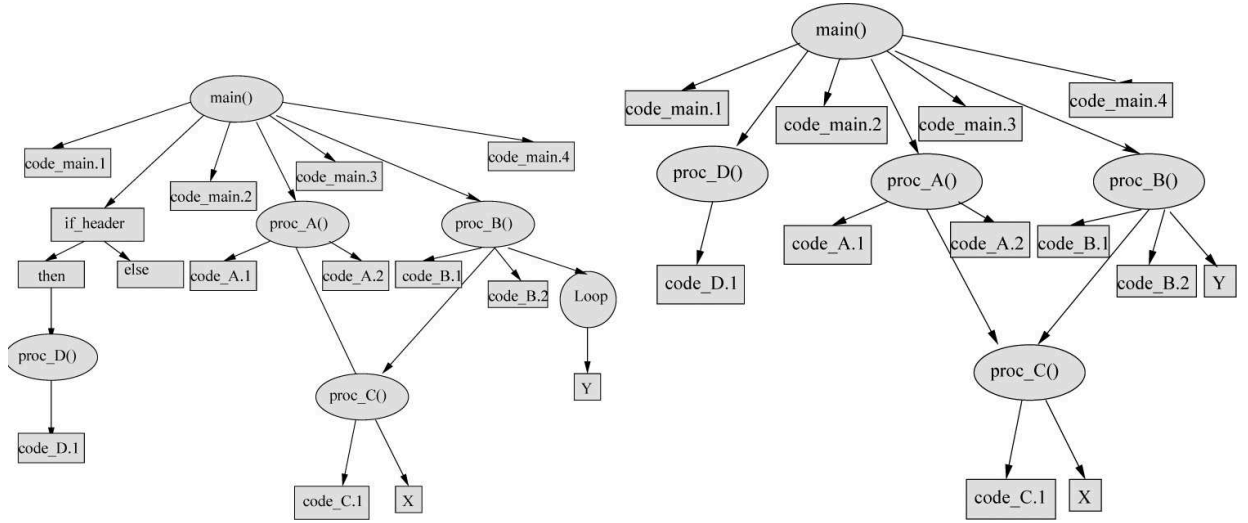 main()
code_main.1
code_main.4
code_main.3
code_main.2
if_header
proc_A()
proc_B()
then
else
code_A.1
code_A.2
code_B.1
code_B.2
Loop
proc_D()
proc_C()
Y
code_D.1
code_C.1
X
main()
code_main.1
code_main.2
code_main.3
code_main.4
proc_D()
proc_A()
proc_B()
code_A.1
code_A.2
code_B.1
code_D.1
code_B.2
Y
proc_C()
code_C.1
X